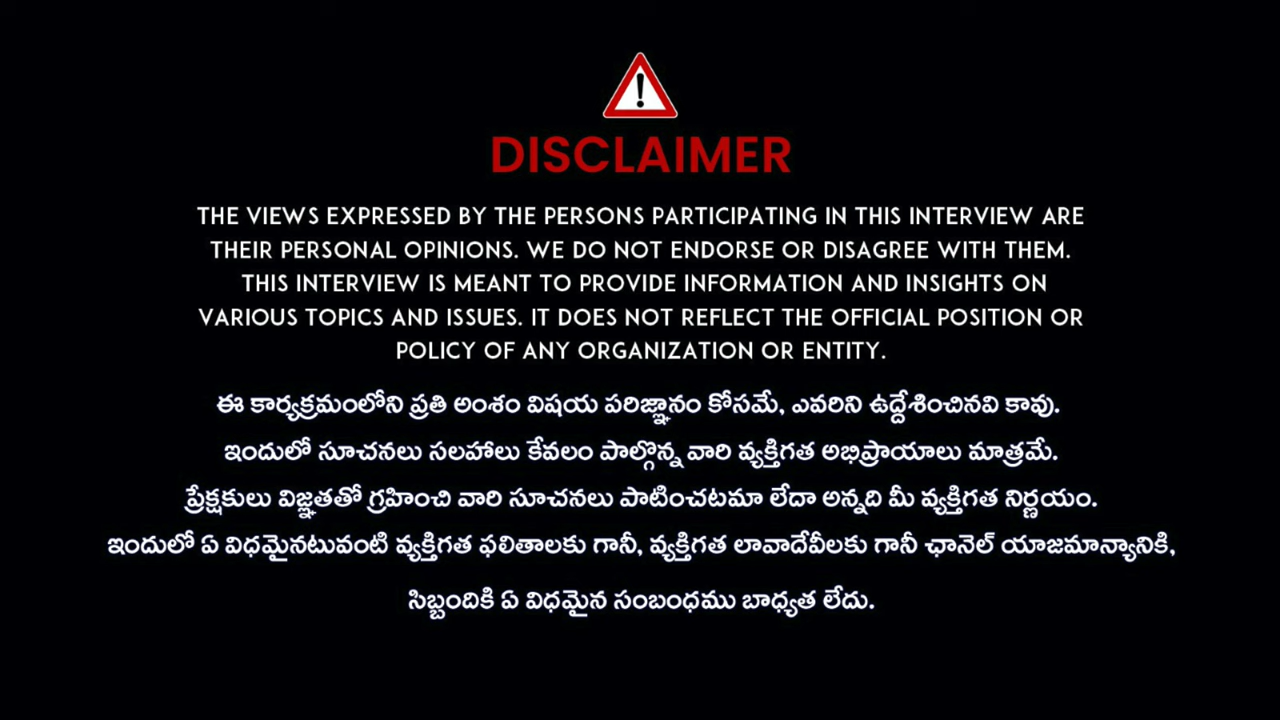 DISCLAIMER
THE VIEWS EXPRESSED BY THE PERSONS PARTICIPATING IN THIS INTERVIEW ARE
THEIR PERSONAL OPINIONS. WE DO NOT ENDORSE OR DISAGREE WITH THEM.
THIS INTERVIEW IS MEANT TO PROVIDE INFORMATION AND INSIGHTS ON
VARIOUS TOPICS AND ISSUES. IT DOES NOT REFLECT THE OFFICIAL POSITION OR
POLICY OF ANY ORGANIZATION OR ENTITY.
ఈ కార్యక్రమంలోని ప్రతి అంశం విషయ పరిజ్ఞానం కోసమే, ఎవరిని ఉద్దేశించినవి కావు.
ఇందులో సూచనలు సలహాలు కేవలం పాల్గొన్న వారి వ్యక్తిగత అభిప్రాయాలు మాత్రమే.
ప్రేక్షకులు విజ్ఞతతో గ్రహించి వారి సూచనలు పాటించటమా లేదా అన్నది మీ వ్యక్తిగత నిర్ణయం.
ఇందులో ఏ విధమైనటువంటి వ్యక్తిగత ఫలితాలకు గానీ, వ్యక్తిగత లావాదేవీలకు గానీ ఛానెల్ యాజమాన్యానికి,
సిబ్బందికి ఏ విధమైన సంబంధము బాధ్యత లేదు.